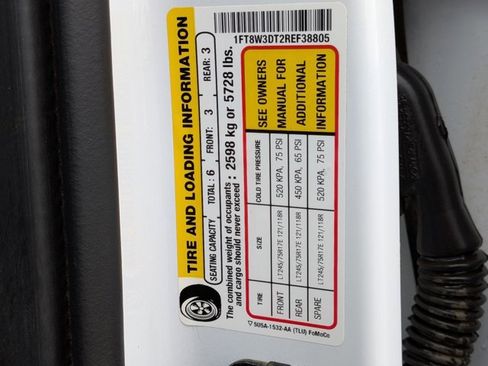 1FT8W3DT2REF38805
TIRE AND LOADING INFORMATION
SEATING CAPACITY TOTAL: 6 FRONT: 3 REAR: 3
The combined weight of occupants
and cargo should never exceed : 2598 kg or 5728 lbs.
TIRE SIZE COLD TIRE PRESSURE
FRONT LT245/75R17E 121/118R 520 KPA, 75 PSI
REAR LT245/75R17E 121/118R 450 KPA, 65 PSI
SPARE LT245/75R17E 121/118R 520 KPA, 75 PSI
SEE OWNERS
MANUAL FOR
ADDITIONAL
INFORMATION
▽ 5U5A-1532-AA (TLU) FoMoCo